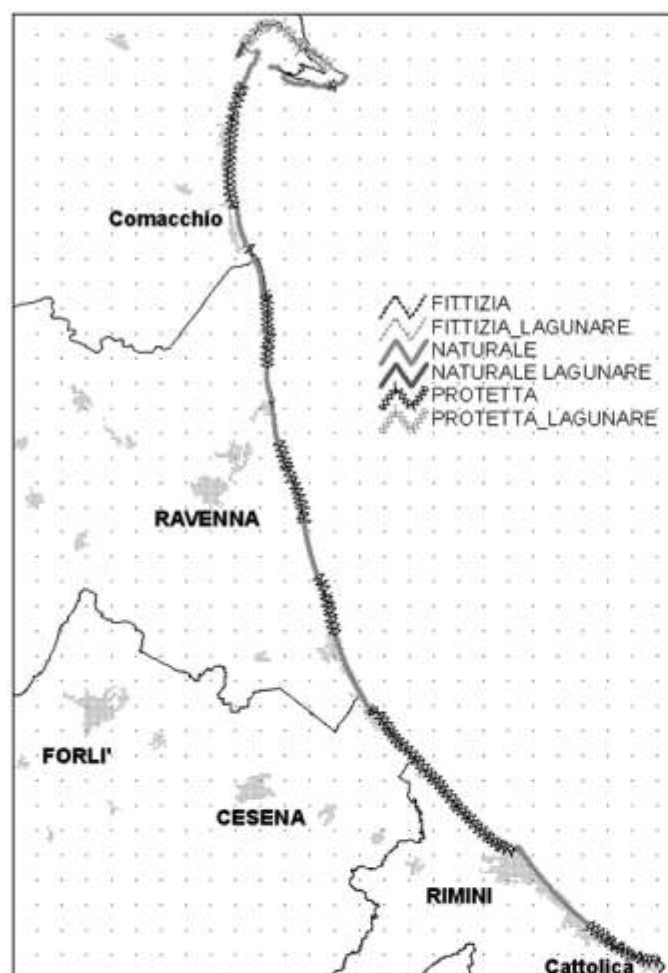 Comacchio
FITTIZIA
FITTIZIA_LAGUNARE
NATURALE
NATURALE LAGUNARE
PROTETTA
PROTETTA_LAGUNARE
RAVENNA
FORLI'
CESENA
RIMINI
Cattolica